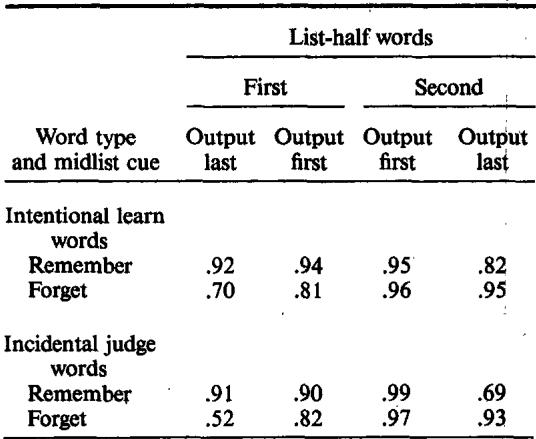 List-half words
First Second
Word type Output Output Output Output
and midlist cue last first first last
Intentional learn
words
Remember .92 .94 .95 .82
Forget .70 .81 .96 .95
Incidental judge
words
Remember .91 .90 .99 .69
Forget .52 .82 .97 .93